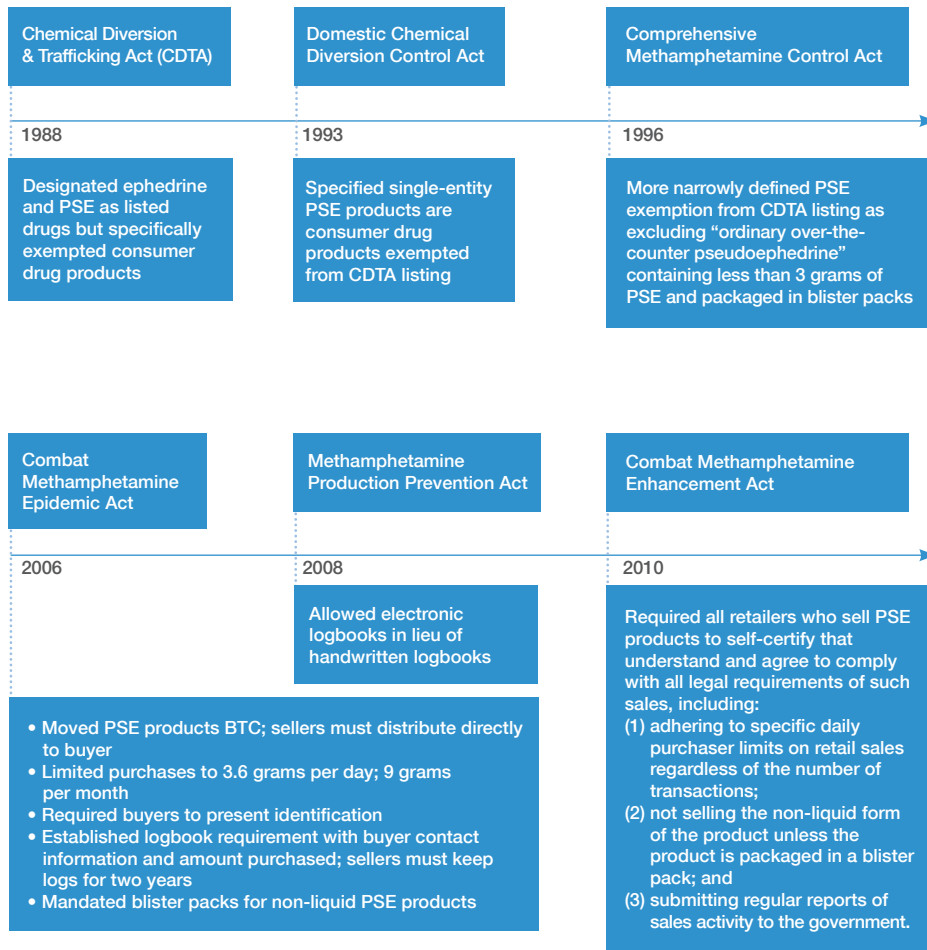 Chemical Diversion
& Trafficking Act (CDTA)
Domestic Chemical
Diversion Control Act
Comprehensive
Methamphetamine Control Act
1988
1993
1996
Designated ephedrine
and PSE as listed
drugs but specifically
exempted consumer
drug products
Specified single-entity
PSE products are
consumer drug
products exempted
from CDTA listing
More narrowly defined PSE
exemption from CDTA listing as
excluding “ordinary over-the-
counter pseudoephedrine”
containing less than 3 grams of
PSE and packaged in blister packs
Combat
Methamphetamine
Epidemic Act
Methamphetamine
Production Prevention Act
Combat Methamphetamine
Enhancement Act
2006
2008
2010
• Moved PSE products BTC; sellers must distribute directly
to buyer
• Limited purchases to 3.6 grams per day; 9 grams
per month
• Required buyers to present identification
• Established logbook requirement with buyer contact
information and amount purchased; sellers must keep
logs for two years
• Mandated blister packs for non-liquid PSE products
Allowed electronic
logbooks in lieu of
handwritten logbooks
Required all retailers who sell PSE
products to self-certify that
understand and agree to comply
with all legal requirements of such
sales, including:
(1) adhering to specific daily
purchaser limits on retail sales
regardless of the number of
transactions;
(2) not selling the non-liquid form
of the product unless the
product is packaged in a blister
pack; and
(3) submitting regular reports of
sales activity to the government.